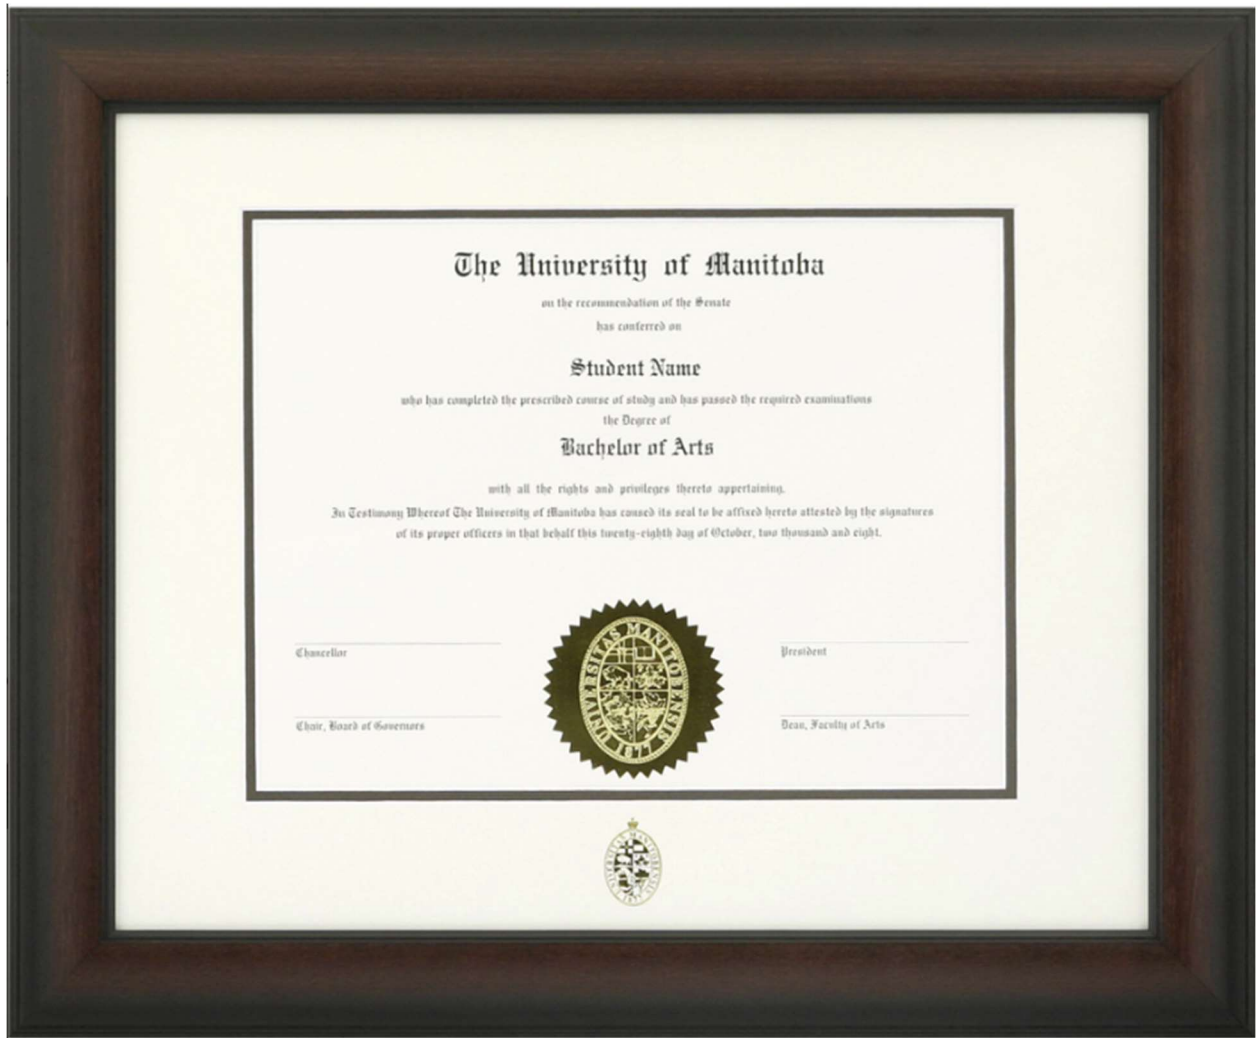 The University of Manitoba
on the recommendation of the Senate
has conferred on
Student Name
who has completed the prescribed course of study and has passed the required examinations
the Degree of
Bachelor of Arts
with all the rights and privileges thereto appertaining.
In Testimony Whereof The University of Manitoba has caused its seal to be affixed hereto attested by the signatures
of its proper officers in that behalf this twenty-eighth day of October, two thousand and eight.
Chancellor
President
Chair, Board of Governors
Dean, Faculty of Arts
UNIVERSITAS MANITOBENSIS
1877
UNIVERSITAS MANITOBENSIS
1877